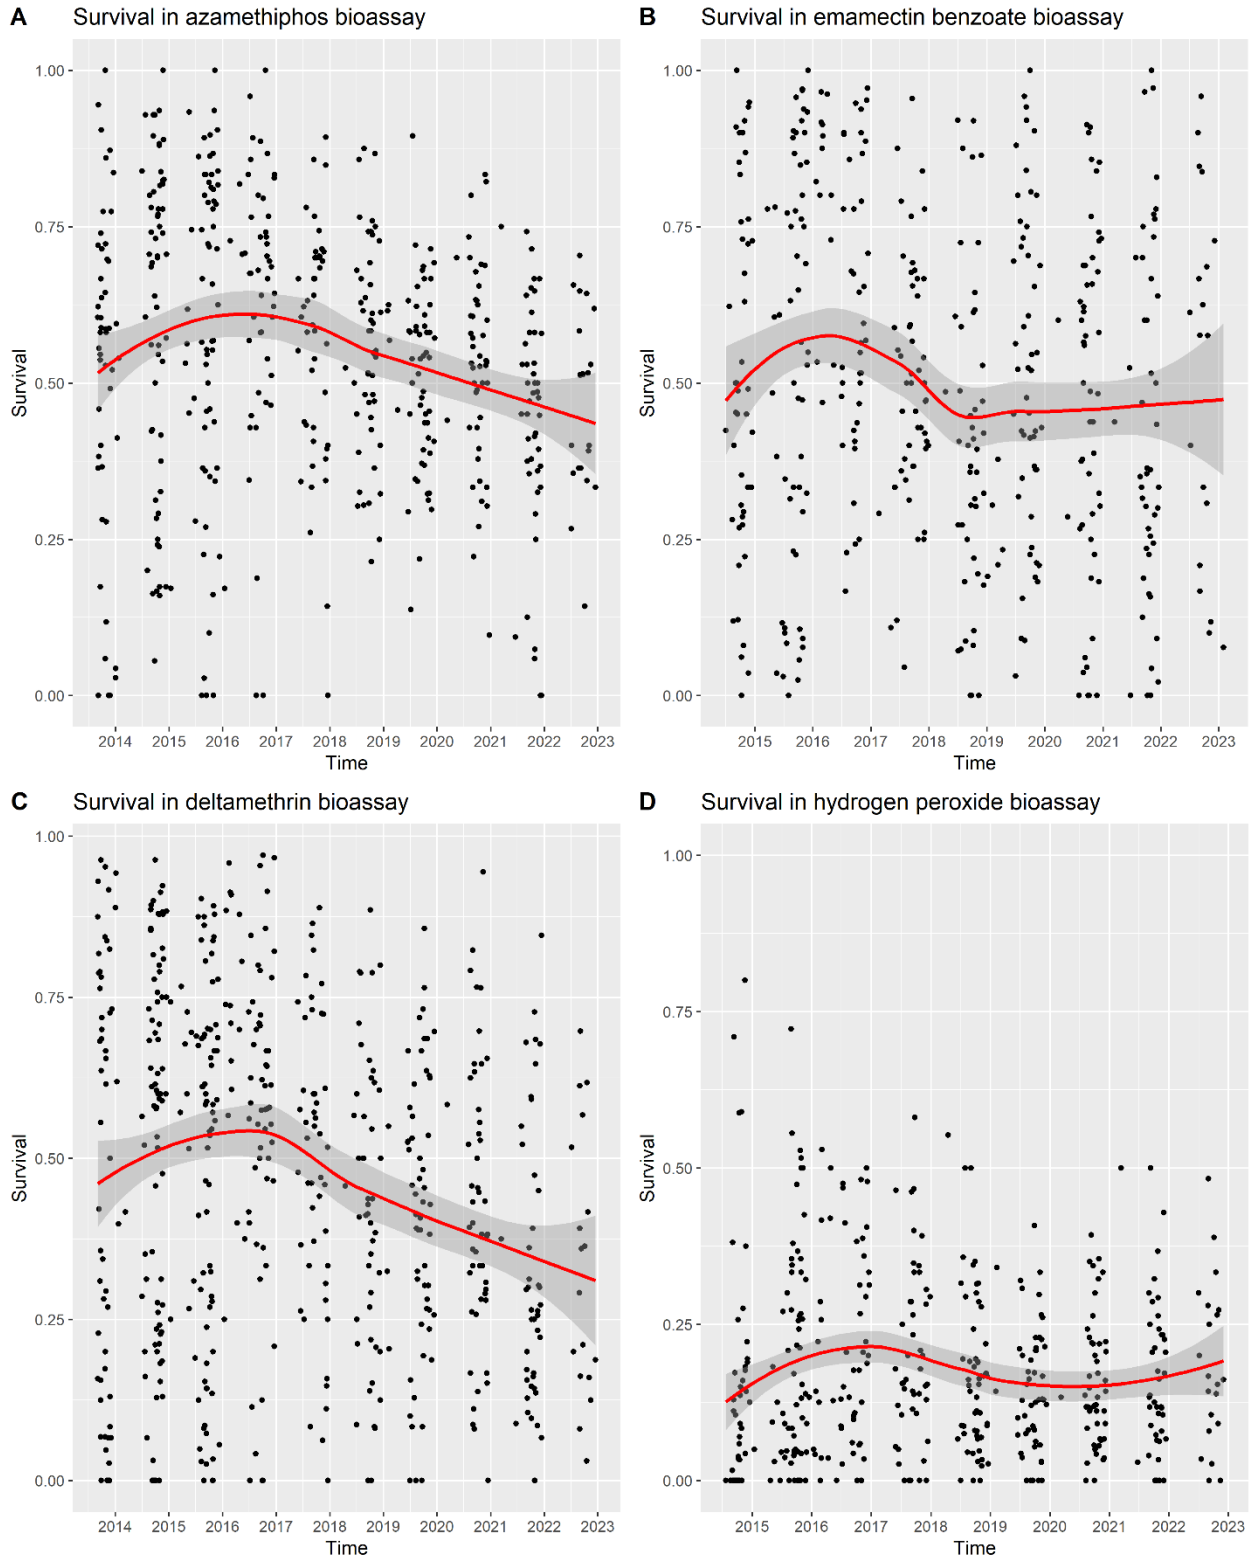 A Survival in azamethiphos bioassay
1.00
0.75
0.50
0.25
0.00
Survival
2014 2015 2016 2017 2018 2019 2020 2021 2022 2023
Time
B Survival in emamectin benzoate bioassay
1.00
0.75
0.50
0.25
0.00
Survival
2015 2016 2017 2018 2019 2020 2021 2022 2023
Time
C Survival in deltamethrin bioassay
1.00
0.75
0.50
0.25
0.00
Survival
2014 2015 2016 2017 2018 2019 2020 2021 2022 2023
Time
D Survival in hydrogen peroxide bioassay
1.00
0.75
0.50
0.25
0.00
Survival
2015 2016 2017 2018 2019 2020 2021 2022 2023
Time